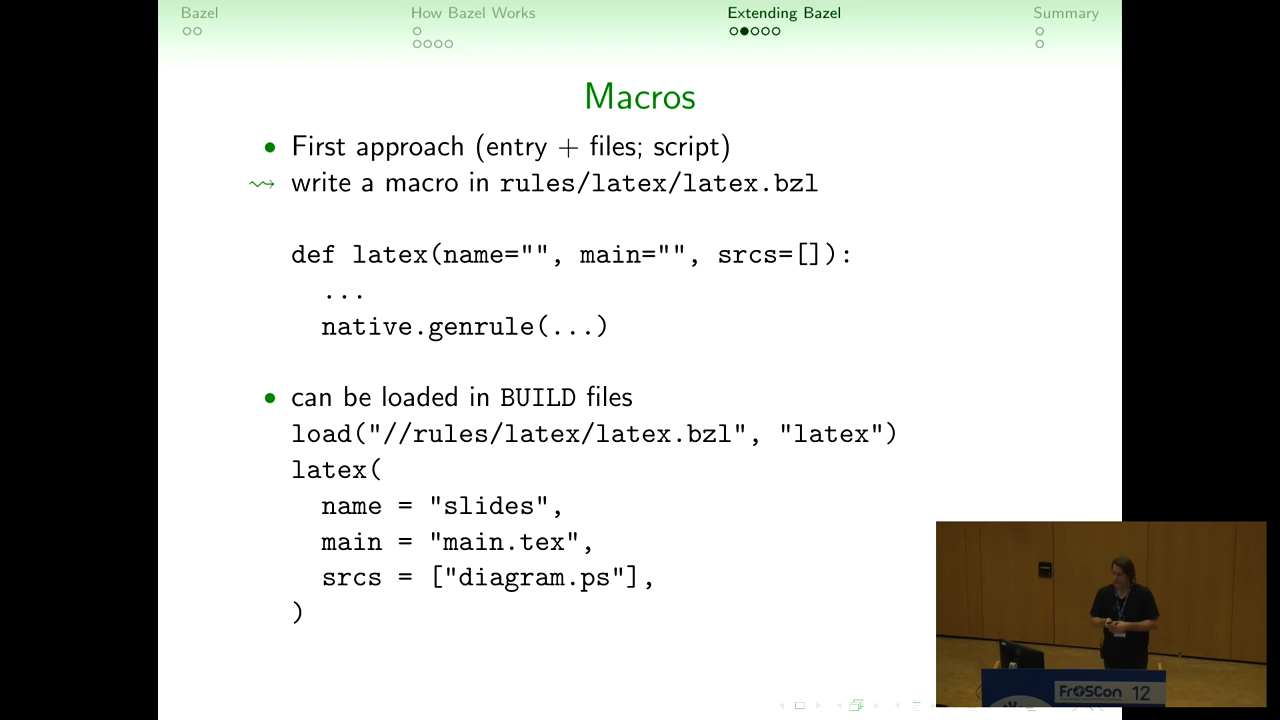 Bazel
How Bazel Works
Extending Bazel
Summary
Macros
• First approach (entry + files; script)
⇝ write a macro in rules/latex/latex.bzl
def latex(name="", main="", srcs=[]):
...
native.genrule(...)
• can be loaded in BUILD files
load("//rules/latex/latex.bzl", "latex")
latex(
name = "slides",
main = "main.tex",
srcs = ["diagram.ps"],
)
FrOSCon 12